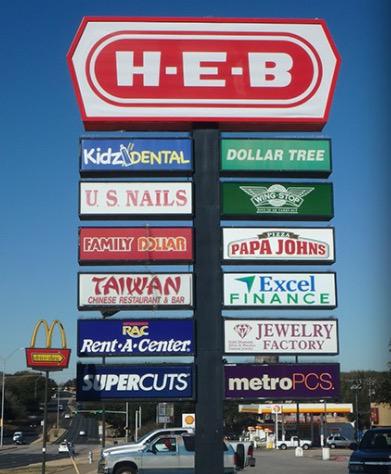 H-E-B
Kidz DENTAL
DOLLAR TREE
U.S. NAILS
WING-STOP
FAMILY DOLLAR
PIZZA
PAPA JOHNS
TAIWAN
CHINESE RESTAURANT & BAR
Excel
FINANCE
RAC
Rent-A-Center
JEWELRY
FACTORY
SUPERCUTS
metroPCS.